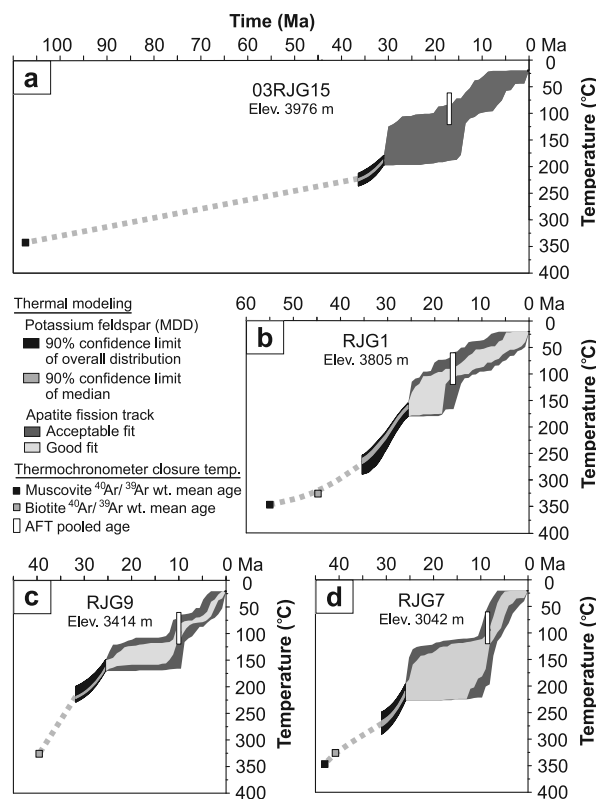 Time (Ma)
100 90 80 70 60 50 40 30 20 10 0 Ma
a
03RJG15
Elev. 3976 m
0
50
100
150
200
250
300
350
400
Temperature (°C)
Thermal modeling
Potassium feldspar (MDD)
90% confidence limit
of overall distribution
90% confidence limit
of median
Apatite fission track
Acceptable fit
Good fit
Thermochronometer closure temp.
Muscovite ⁴⁰Ar/ ³⁹Ar wt. mean age
Biotite ⁴⁰Ar/ ³⁹Ar wt. mean age
AFT pooled age
60 50 40 30 20 10 0 Ma
b
RJG1
Elev. 3805 m
0
50
100
150
200
250
300
350
400
Temperature (°C)
40 30 20 10 0 Ma
c
RJG9
Elev. 3414 m
0
50
100
150
200
250
300
350
400
Temperature (°C)
40 30 20 10 0 Ma
d
RJG7
Elev. 3042 m
0
50
100
150
200
250
300
350
400
Temperature (°C)